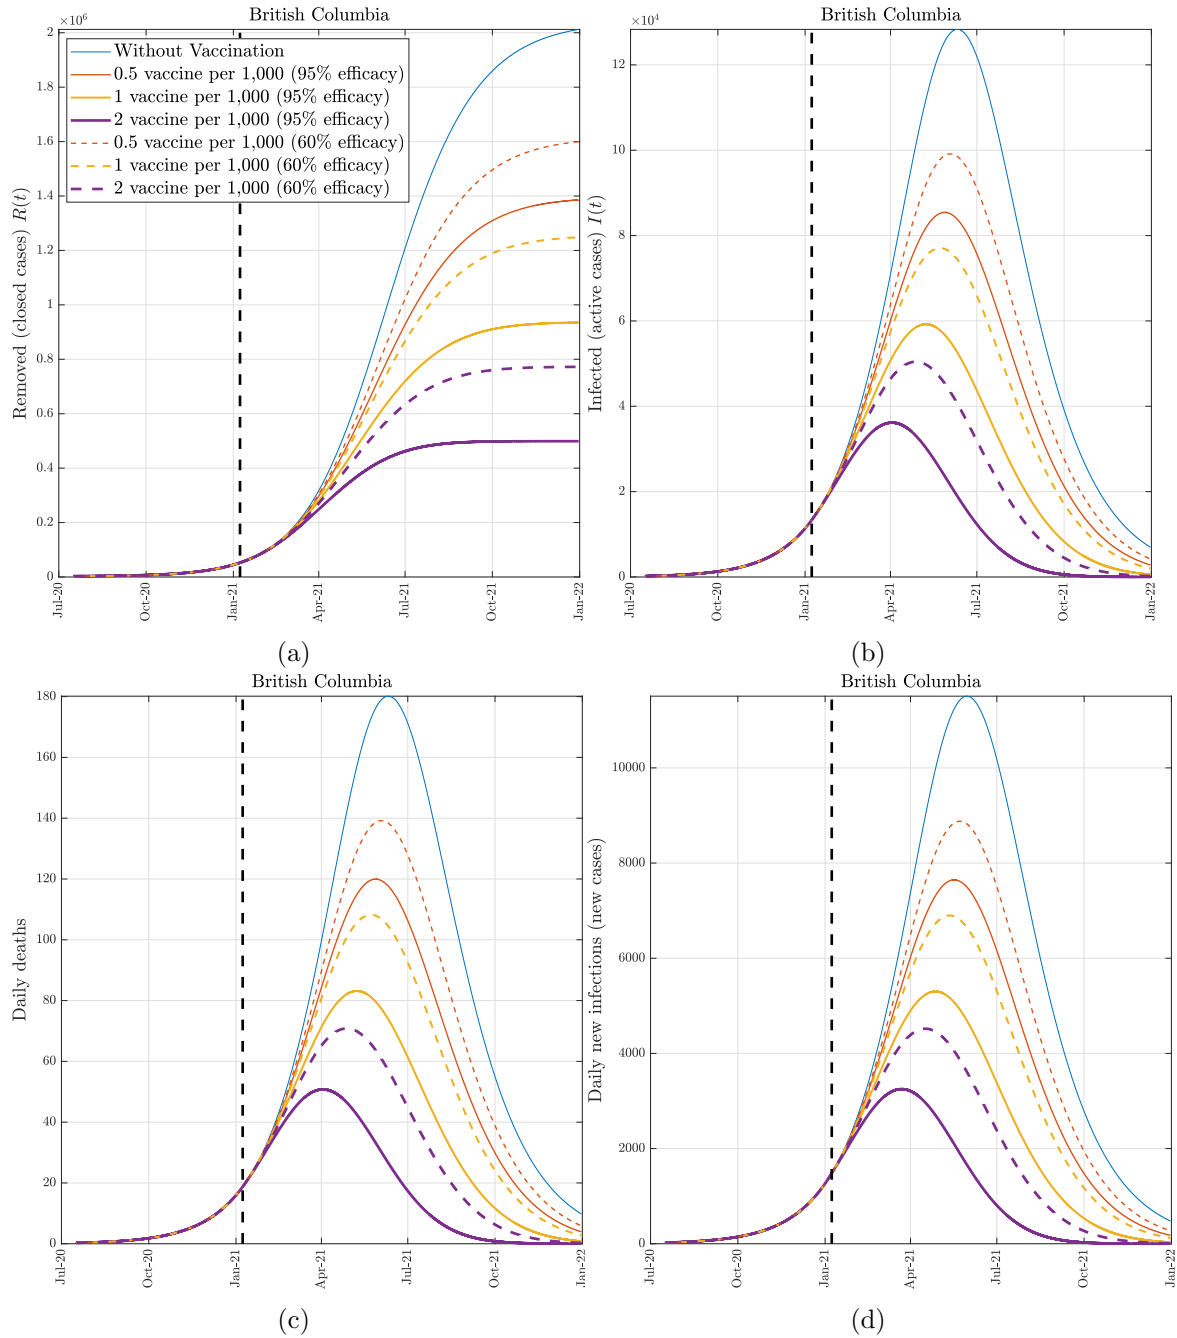 British Columbia
×10⁶
Without Vaccination
0.5 vaccine per 1,000 (95% efficacy)
1 vaccine per 1,000 (95% efficacy)
2 vaccine per 1,000 (95% efficacy)
0.5 vaccine per 1,000 (60% efficacy)
1 vaccine per 1,000 (60% efficacy)
2 vaccine per 1,000 (60% efficacy)
Removed (closed cases) R(t)
2
1.8
1.6
1.4
1.2
1
0.8
0.6
0.4
0.2
0
Jul-20
Oct-20
Jan-21
Apr-21
Jul-21
Oct-21
Jan-22
(a)
British Columbia
×10⁴
Infected (active cases) I(t)
12
10
8
6
4
2
0
Jul-20
Oct-20
Jan-21
Apr-21
Jul-21
Oct-21
Jan-22
(b)
British Columbia
Daily deaths
180
160
140
120
100
80
60
40
20
0
Jul-20
Oct-20
Jan-21
Apr-21
Jul-21
Oct-21
Jan-22
(c)
British Columbia
Daily new infections (new cases)
10000
8000
6000
4000
2000
0
Jul-20
Oct-20
Jan-21
Apr-21
Jul-21
Oct-21
Jan-22
(d)